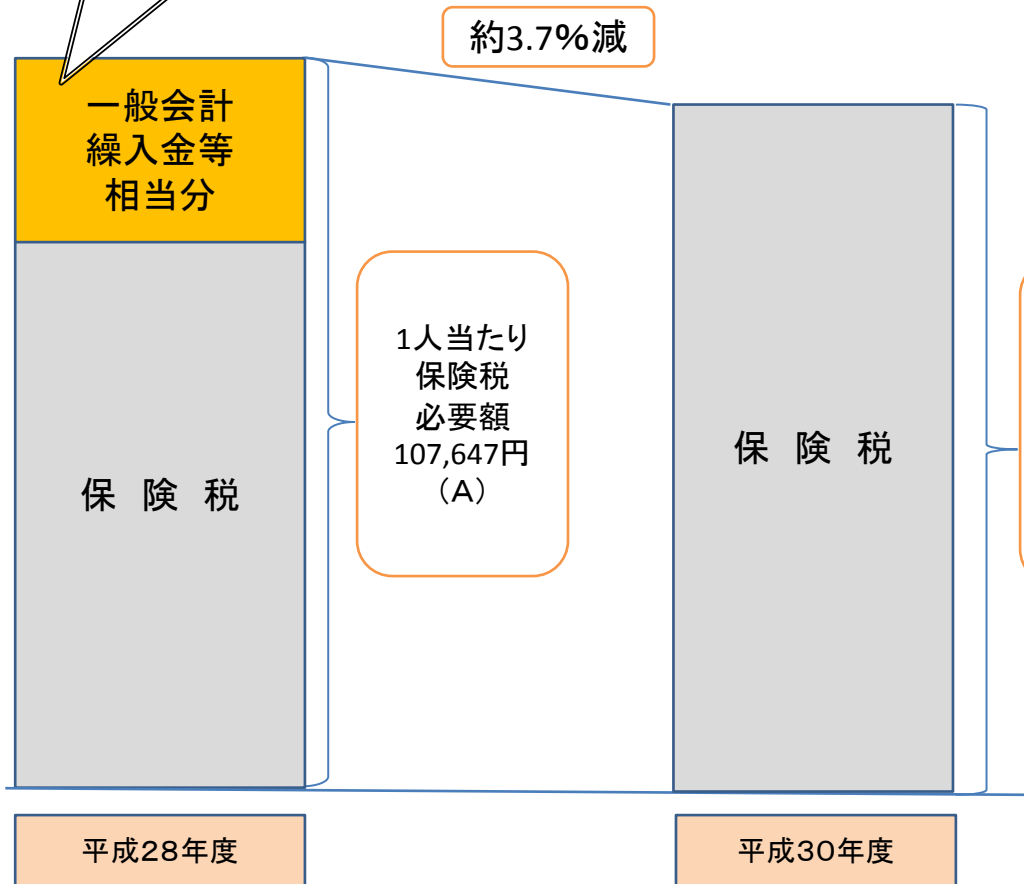 約3.7%減
一般会計
繰入金等
相当分
保 険 税
1人当たり
保険税
必要額
107,647円
（A）
保 険 税
平成28年度
平成30年度